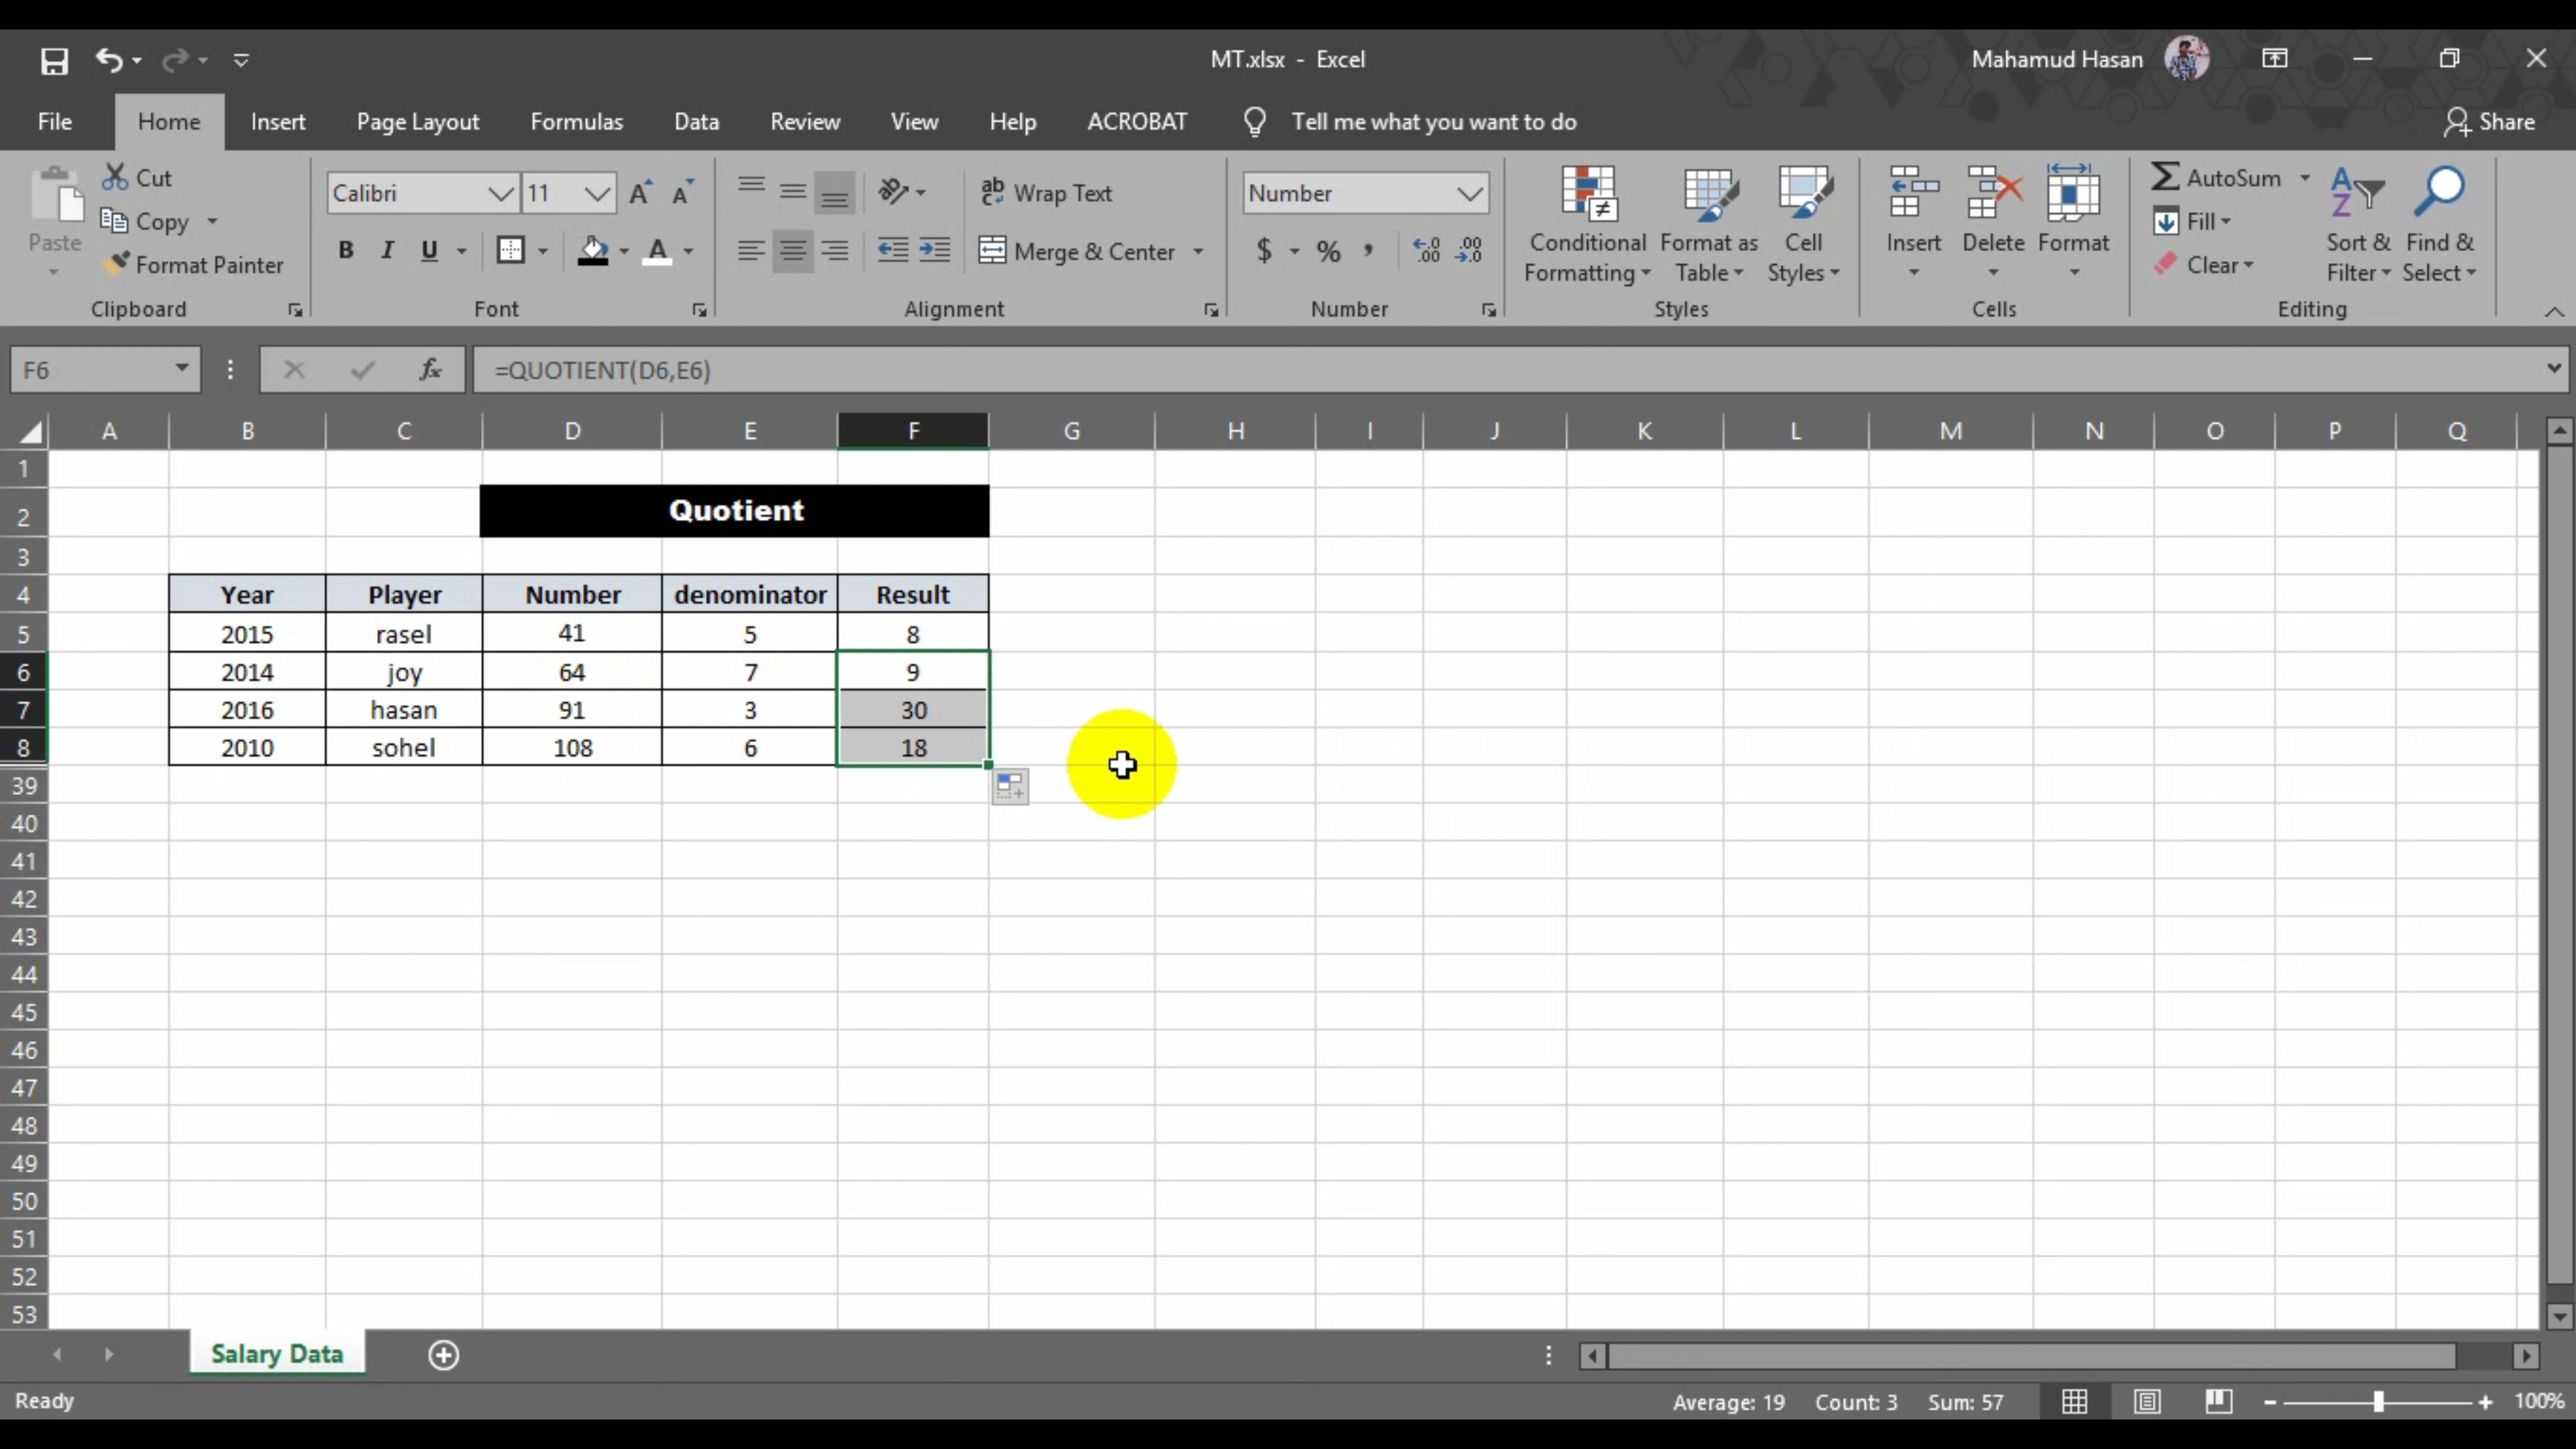 MT.xlsx - Excel
Mahamud Hasan
File Home Insert Page Layout Formulas Data Review View Help ACROBAT Tell me what you want to do Share
Paste
Cut
Copy
Format Painter
Clipboard
Calibri 11
B I U A
Font
Wrap Text
Merge & Center
Alignment
Number
$ % ,
Number
Conditional Formatting
Format as Table
Cell Styles
Styles
Insert
Delete
Format
Cells
AutoSum
Fill
Clear
Sort & Filter
Find & Select
Editing
F6 fx =QUOTIENT(D6,E6)
A B C D E F G H I J K L M N O P Q
1
2 Quotient
3
4 Year Player Number denominator Result
5 2015 rasel 41 5 8
6 2014 joy 64 7 9
7 2016 hasan 91 3 30
8 2010 sohel 108 6 18
39
40
41
42
43
44
45
46
47
48
49
50
51
52
53
Salary Data
Ready Average: 19 Count: 3 Sum: 57 100%